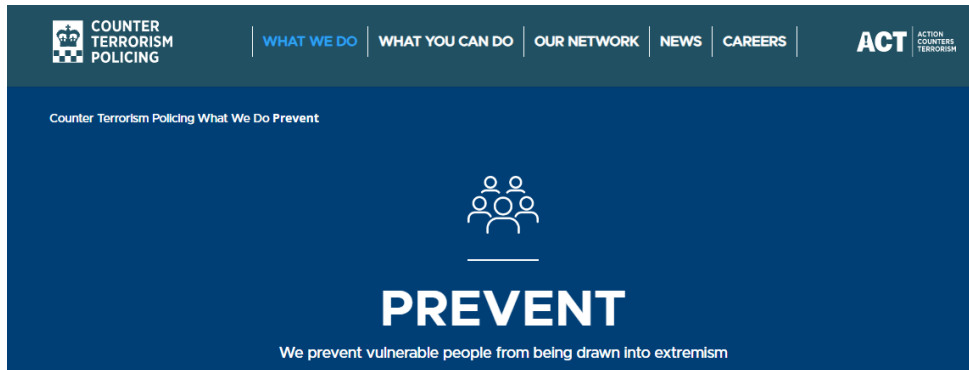 COUNTER
TERRORISM
POLICING
WHAT WE DO
WHAT YOU CAN DO
OUR NETWORK
NEWS
CAREERS
ACT
ACTION
COUNTERS
TERRORISM
Counter Terrorism Policing What We Do Prevent
PREVENT
We prevent vulnerable people from being drawn into extremism